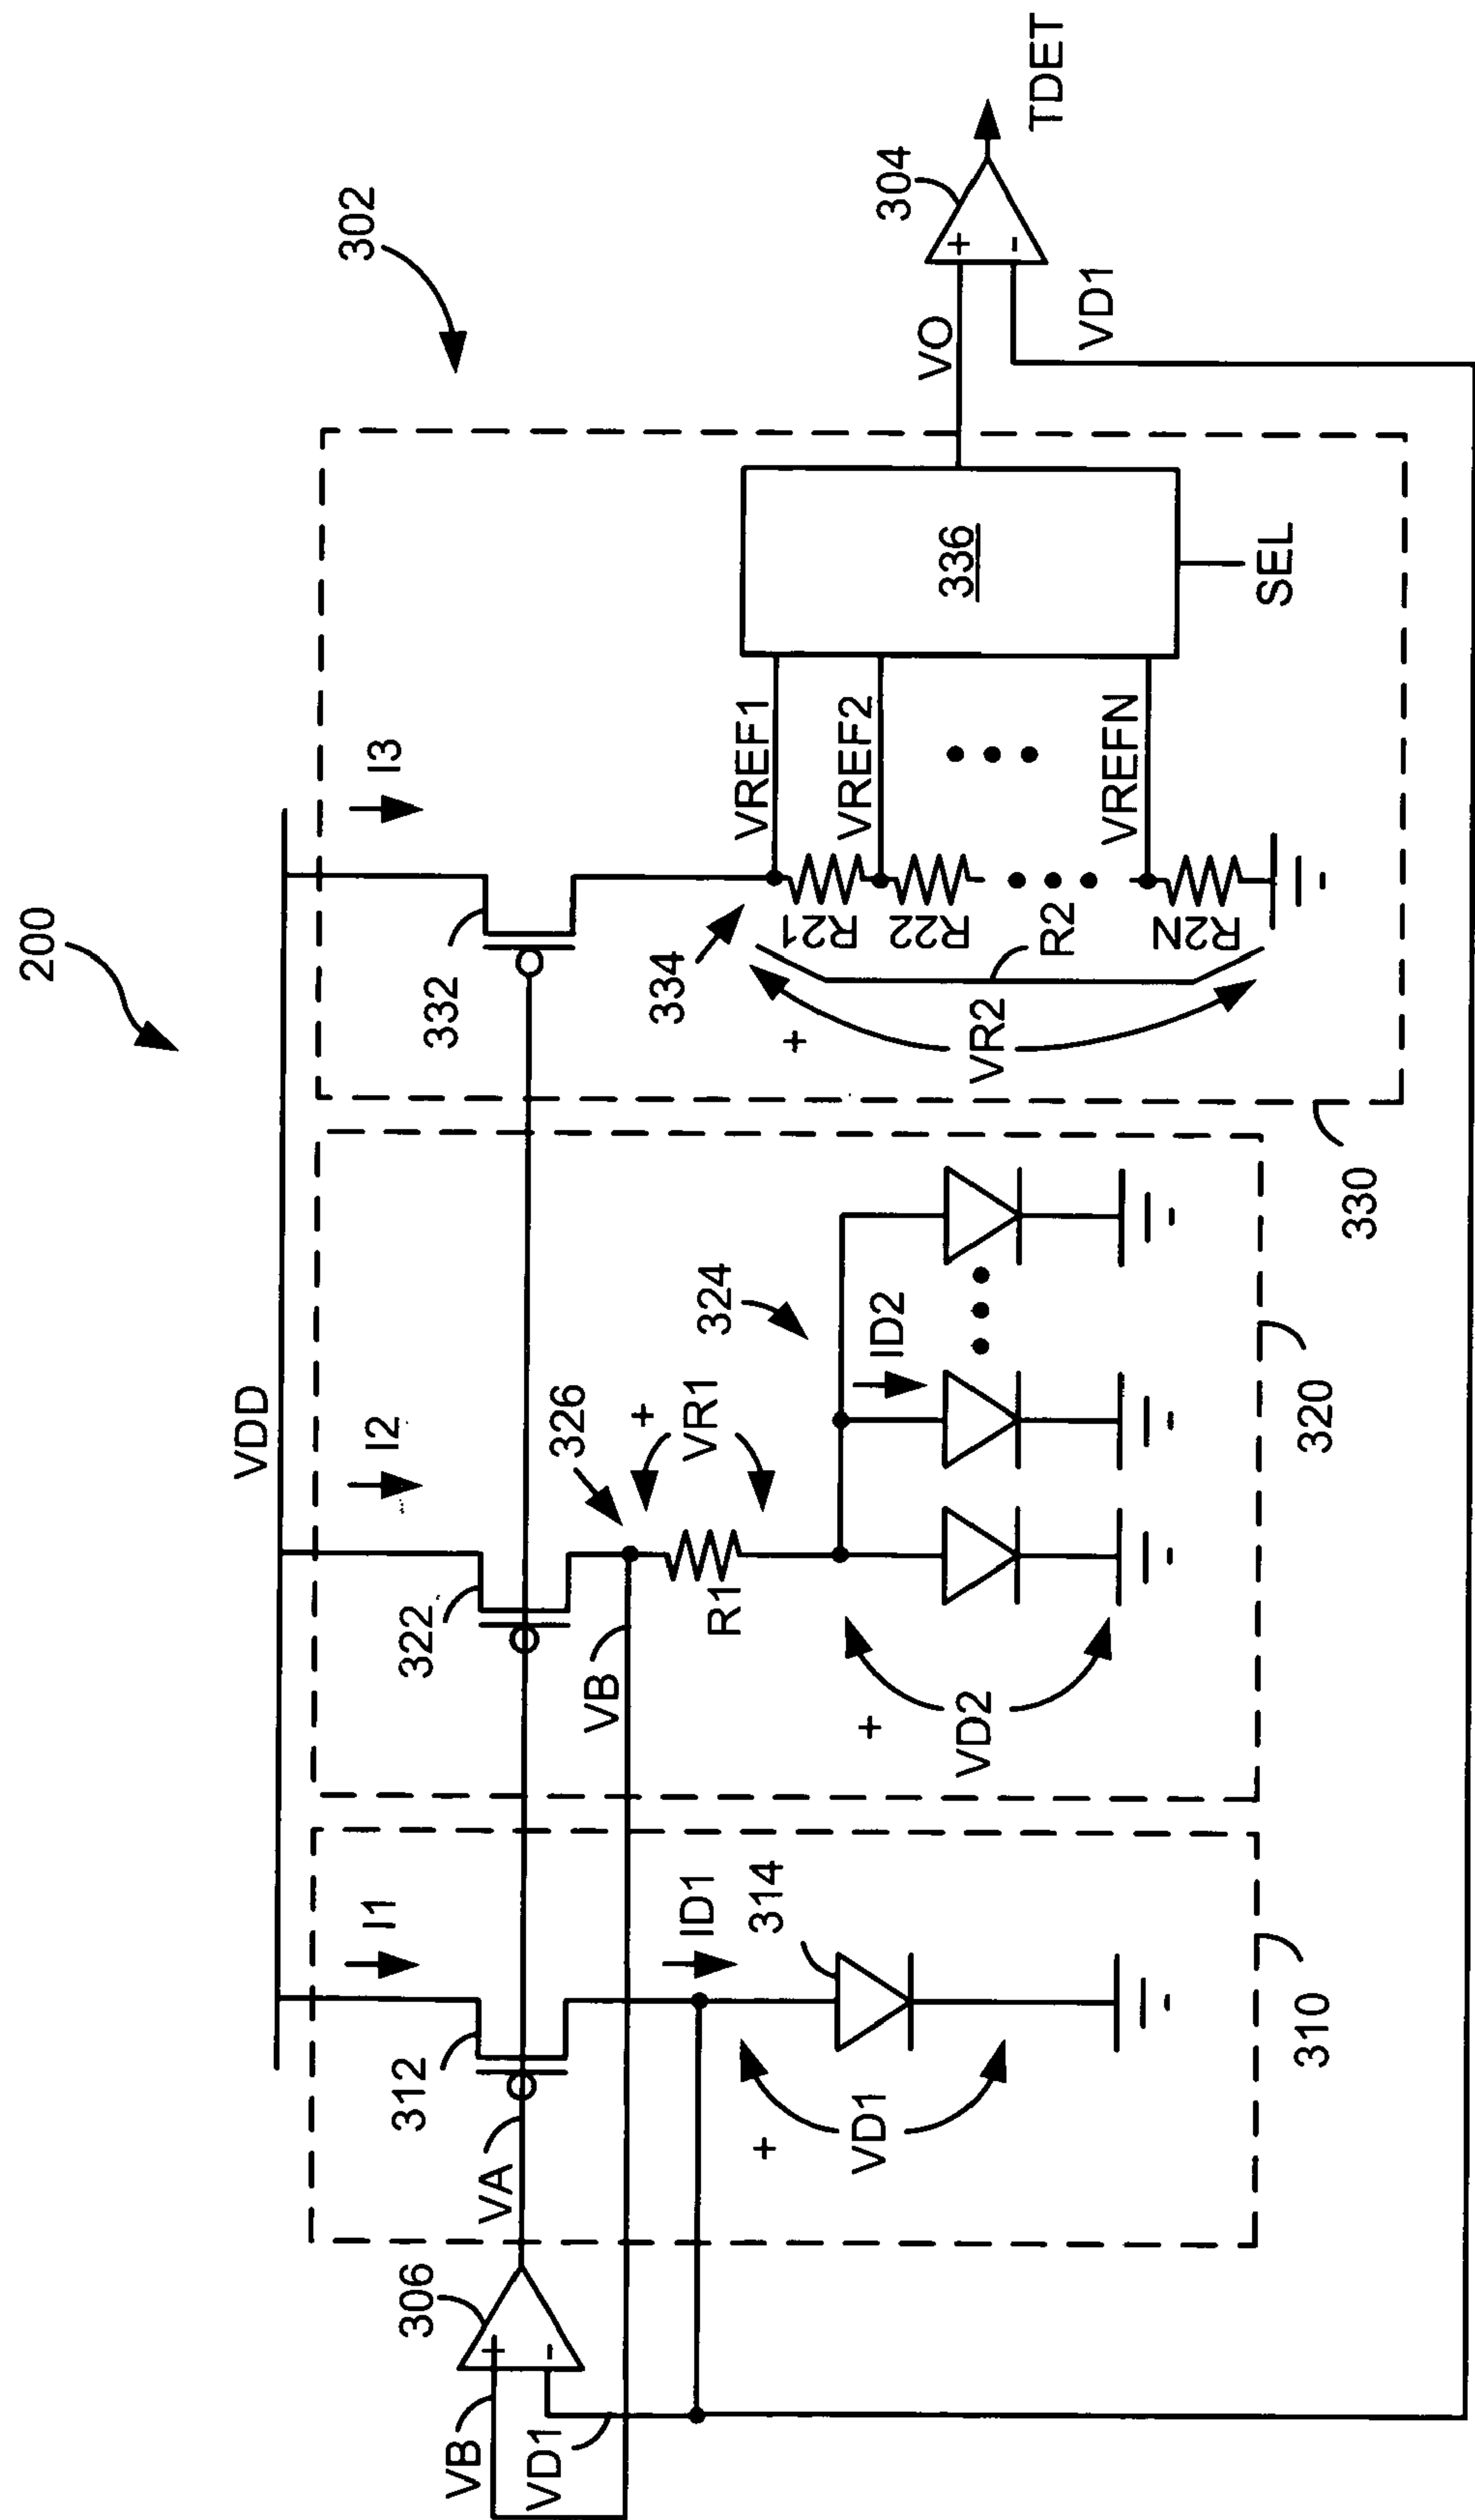 200
302
VDD
I1
I2
I3
306
312
322
332
VA
VB
VD1
VB
326
+
VR1
R1
ID1
314
+
VD1
324
ID2
+
VD2
334
+
VR2
R2
R21
R22
R2N
VREF1
VREF2
VREFN
336
SEL
VO
+
-
304
TDET
VD1
+
-
310
320
330